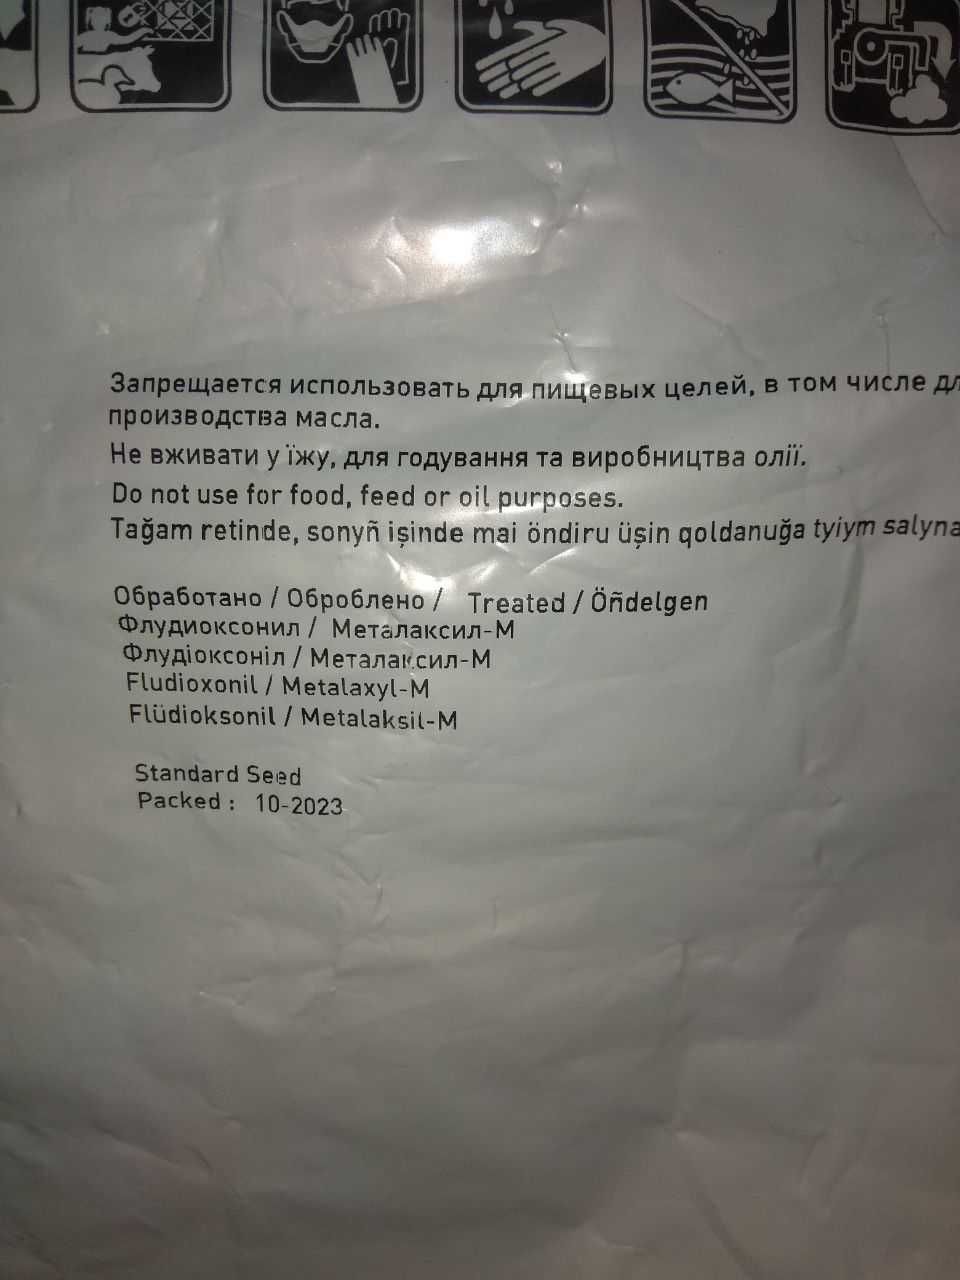 Запрещается использовать для пищевых целей, в том числе
производства масла.
Не вживати у їжу, для годування та виробництва олії.
Do not use for food, feed or oil purposes.
Tağam retinde, sonyñ işinde mai öndiru üşin qoldanuğa tyiym salyna
Обработано / Оброблено / Treated / Öñdelgen
Флудиоксонил / Металаксил-М
Флудіоксоніл / Металаксил-М
Fludioxonil / Metalaxyl-M
Flüdioksonil / Metalaksil-M
Standard Seed
Packed : 10-2023